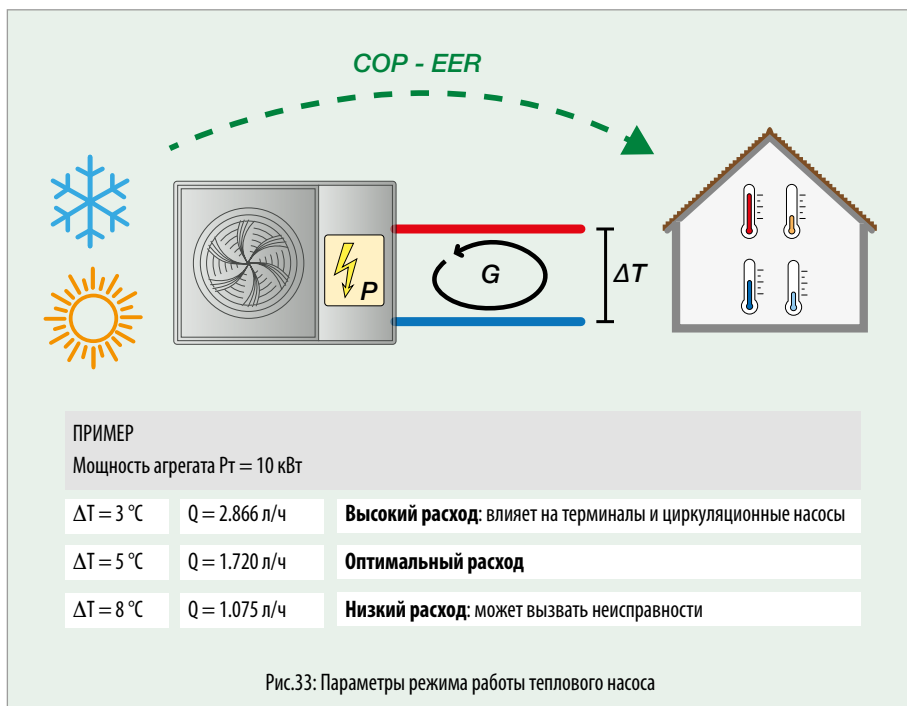 COP - EER
P
G
ΔT
ПРИМЕР
Мощность агрегата Pт = 10 кВт
ΔT = 3 °C Q = 2.866 л/ч Высокий расход: влияет на терминалы и циркуляционные насосы
ΔT = 5 °C Q = 1.720 л/ч Оптимальный расход
ΔT = 8 °C Q = 1.075 л/ч Низкий расход: может вызвать неисправности
Рис.33: Параметры режима работы теплового насоса